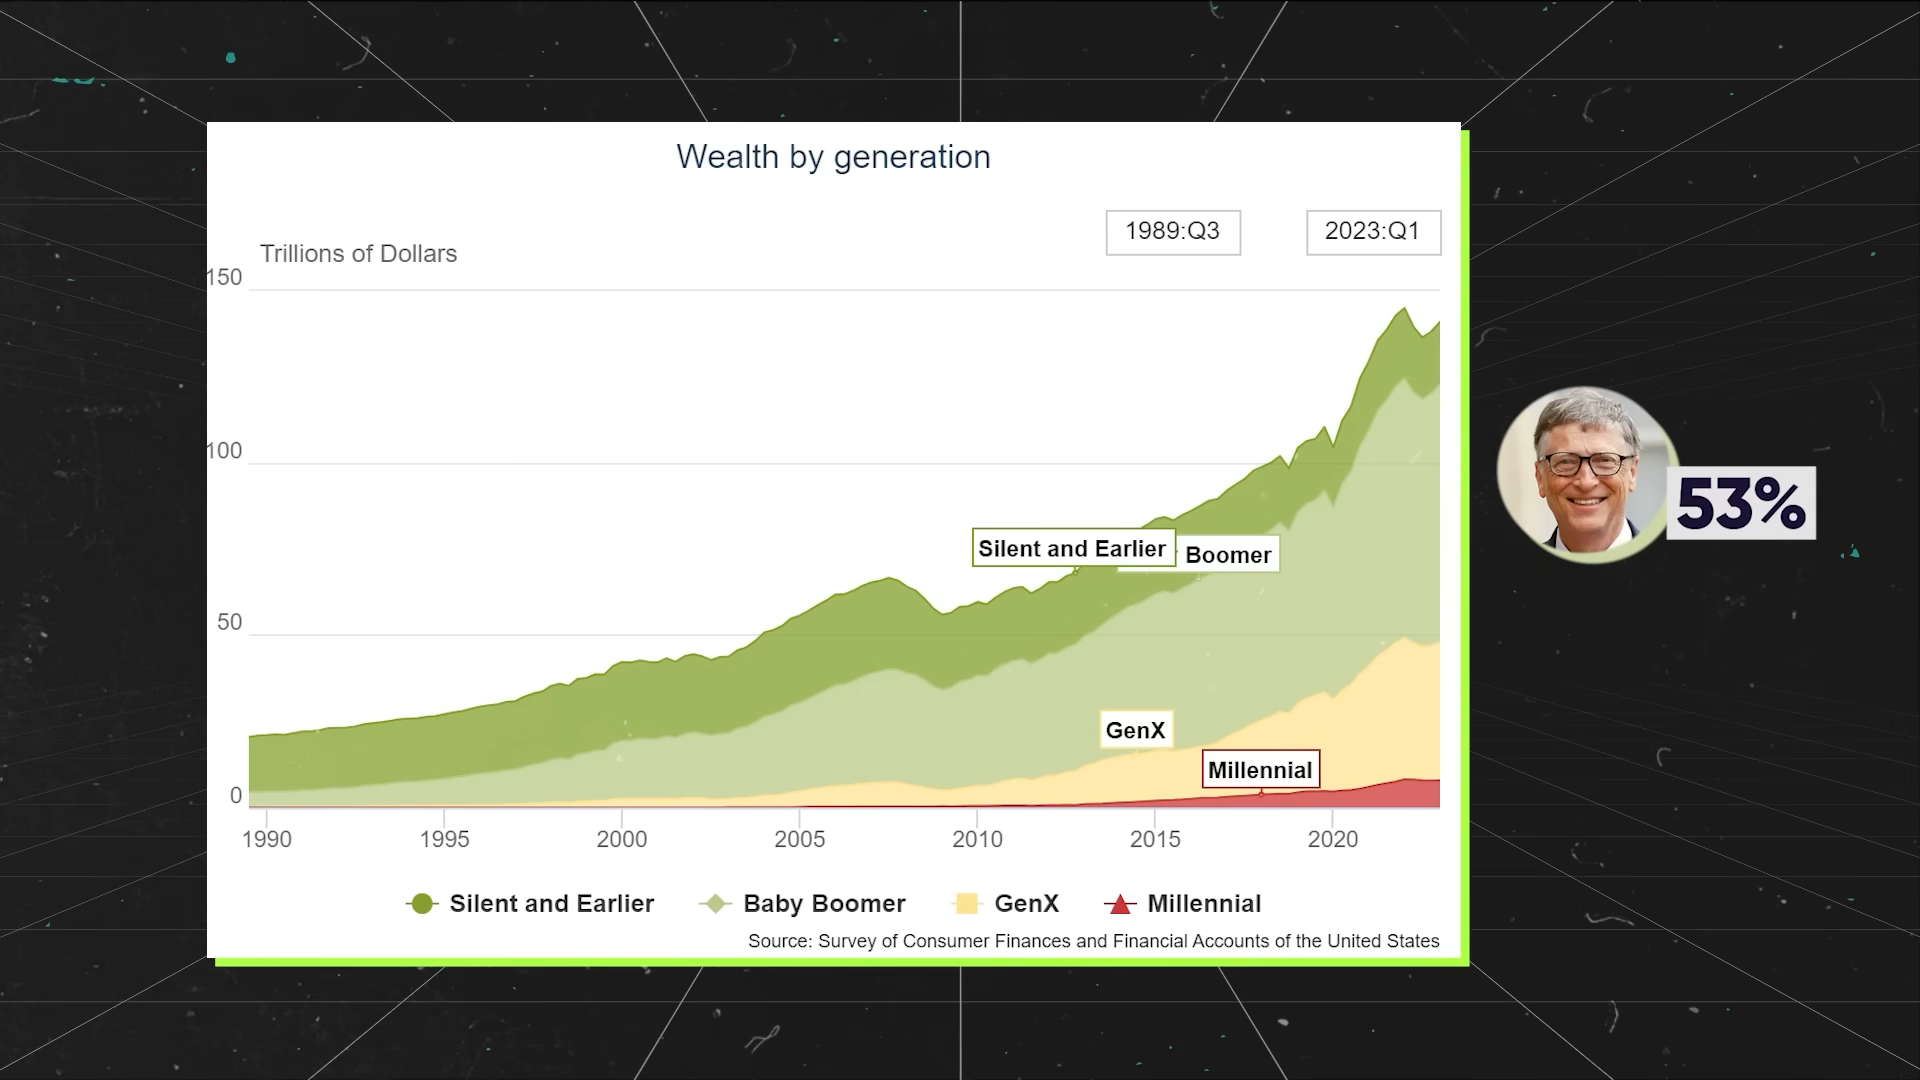 Wealth by generation
1989:Q3 2023:Q1
Trillions of Dollars
150
100
50
0
Silent and Earlier
Boomer
GenX
Millennial
1990 1995 2000 2005 2010 2015 2020
Silent and Earlier Baby Boomer GenX Millennial
Source: Survey of Consumer Finances and Financial Accounts of the United States
53%